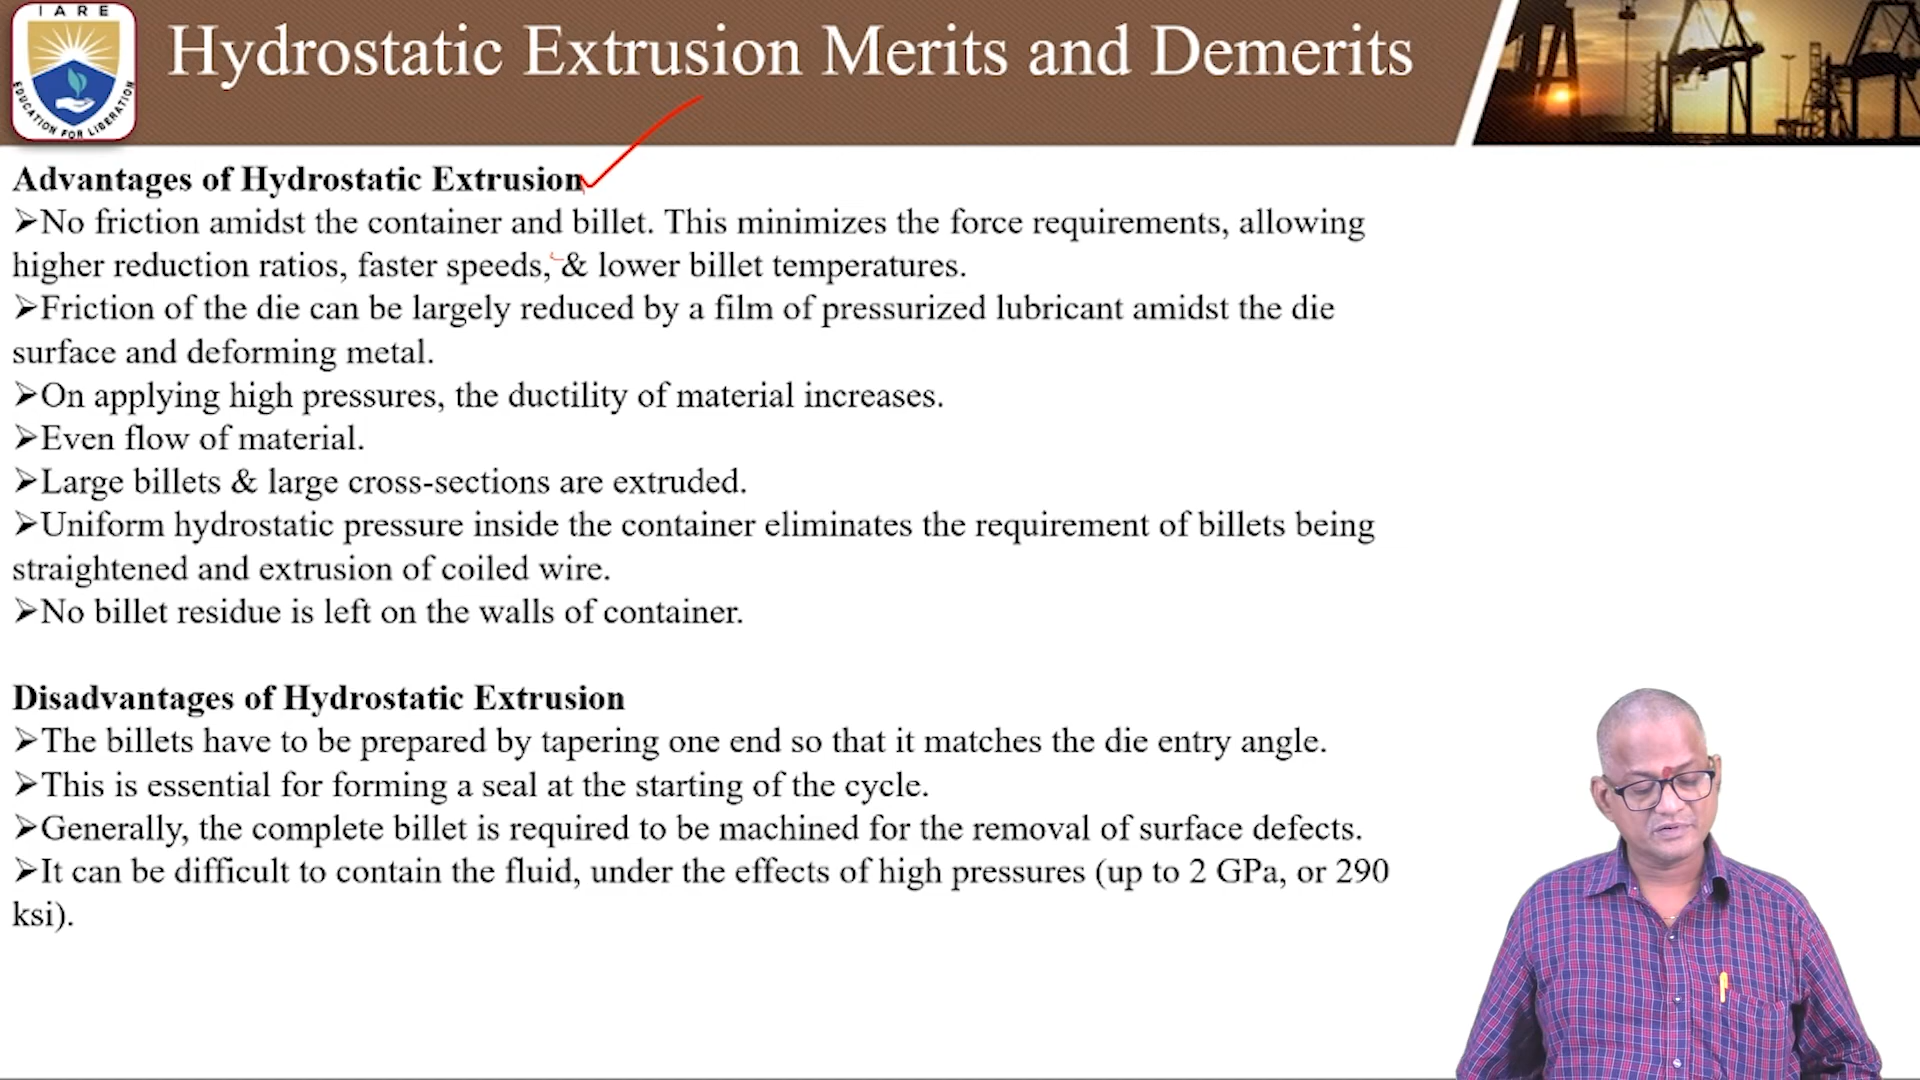 IARE
EDUCATION FOR LIBERATION
Hydrostatic Extrusion Merits and Demerits
Advantages of Hydrostatic Extrusion
➢No friction amidst the container and billet. This minimizes the force requirements, allowing
higher reduction ratios, faster speeds, & lower billet temperatures.
➢Friction of the die can be largely reduced by a film of pressurized lubricant amidst the die
surface and deforming metal.
➢On applying high pressures, the ductility of material increases.
➢Even flow of material.
➢Large billets & large cross-sections are extruded.
➢Uniform hydrostatic pressure inside the container eliminates the requirement of billets being
straightened and extrusion of coiled wire.
➢No billet residue is left on the walls of container.
Disadvantages of Hydrostatic Extrusion
➢The billets have to be prepared by tapering one end so that it matches the die entry angle.
➢This is essential for forming a seal at the starting of the cycle.
➢Generally, the complete billet is required to be machined for the removal of surface defects.
➢It can be difficult to contain the fluid, under the effects of high pressures (up to 2 GPa, or 290
ksi).